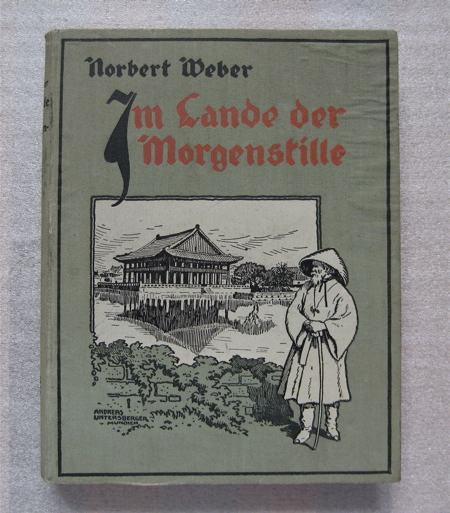 Norbert Weber
Im Lande der
Morgenstille
ANDREAS
UNTERSBERGER
MÜNCHEN